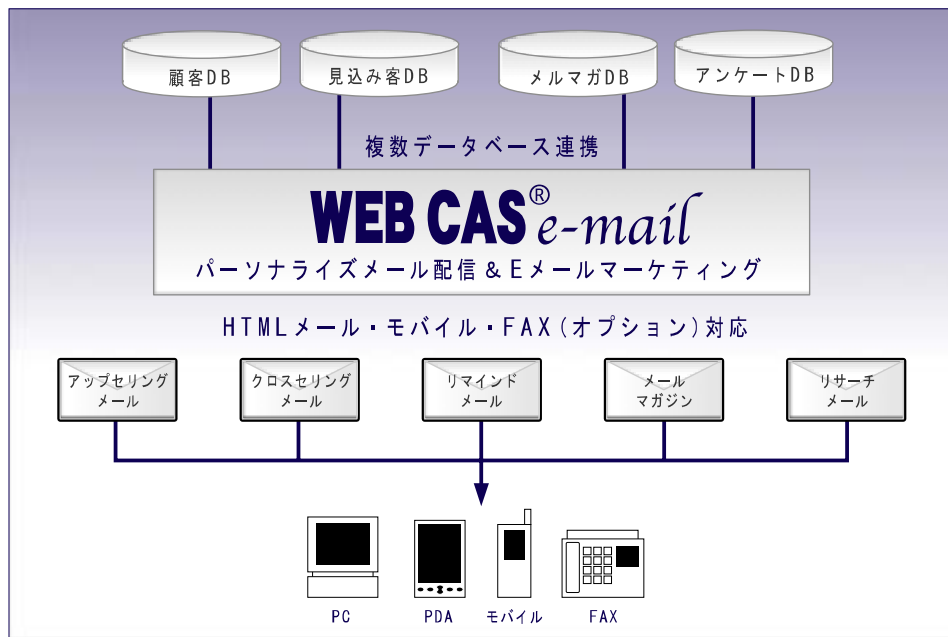 顧客DB
見込み客DB
メルマガDB
アンケートDB
複数データベース連携
WEB CAS® e-mail
パーソナライズメール配信＆Eメールマーケティング
HTMLメール・モバイル・FAX(オプション)対応
アップセリング
メール
クロスセリング
メール
リマインド
メール
メール
マガジン
リサーチ
メール
PC
PDA
モバイル
FAX